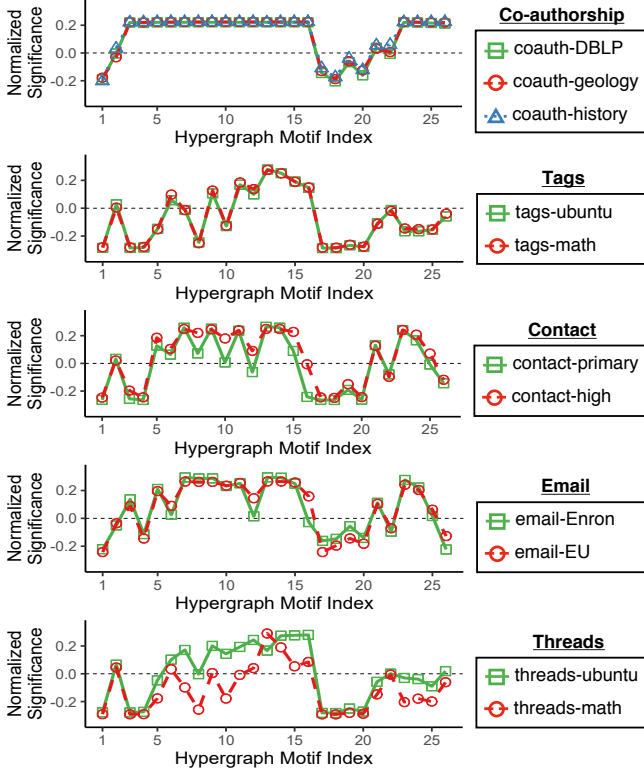 Normalized
Significance
0.2
0.0
-0.2
1
5
10
15
20
25
Hypergraph Motif Index
Co-authorship
coauth-DBLP
coauth-geology
coauth-history
Normalized
Significance
0.2
0.0
-0.2
1
5
10
15
20
25
Hypergraph Motif Index
Tags
tags-ubuntu
tags-math
Normalized
Significance
0.2
0.0
-0.2
1
5
10
15
20
25
Hypergraph Motif Index
Contact
contact-primary
contact-high
Normalized
Significance
0.2
0.0
-0.2
1
5
10
15
20
25
Hypergraph Motif Index
Email
email-Enron
email-EU
Normalized
Significance
0.2
0.0
-0.2
1
5
10
15
20
25
Hypergraph Motif Index
Threads
threads-ubuntu
threads-math